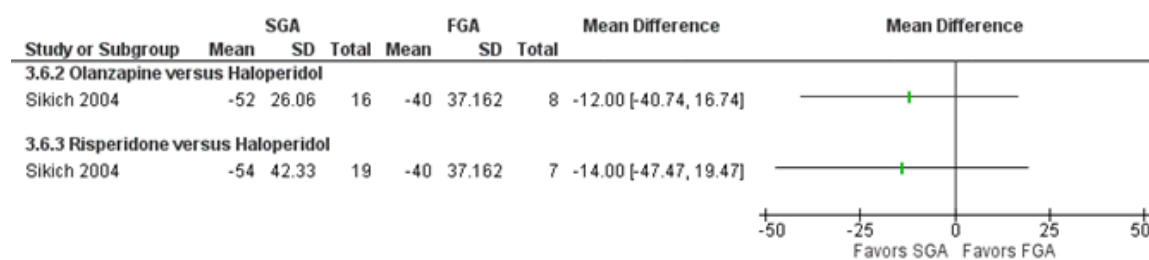 SGA FGA Mean Difference Mean Difference
Study or Subgroup Mean SD Total Mean SD Total
3.6.2 Olanzapine versus Haloperidol
Sikich 2004 -52 26.06 16 -40 37.162 8 -12.00 [-40.74, 16.74]
3.6.3 Risperidone versus Haloperidol
Sikich 2004 -54 42.33 19 -40 37.162 7 -14.00 [-47.47, 19.47]
-50 -25 0 25 50
Favors SGA Favors FGA